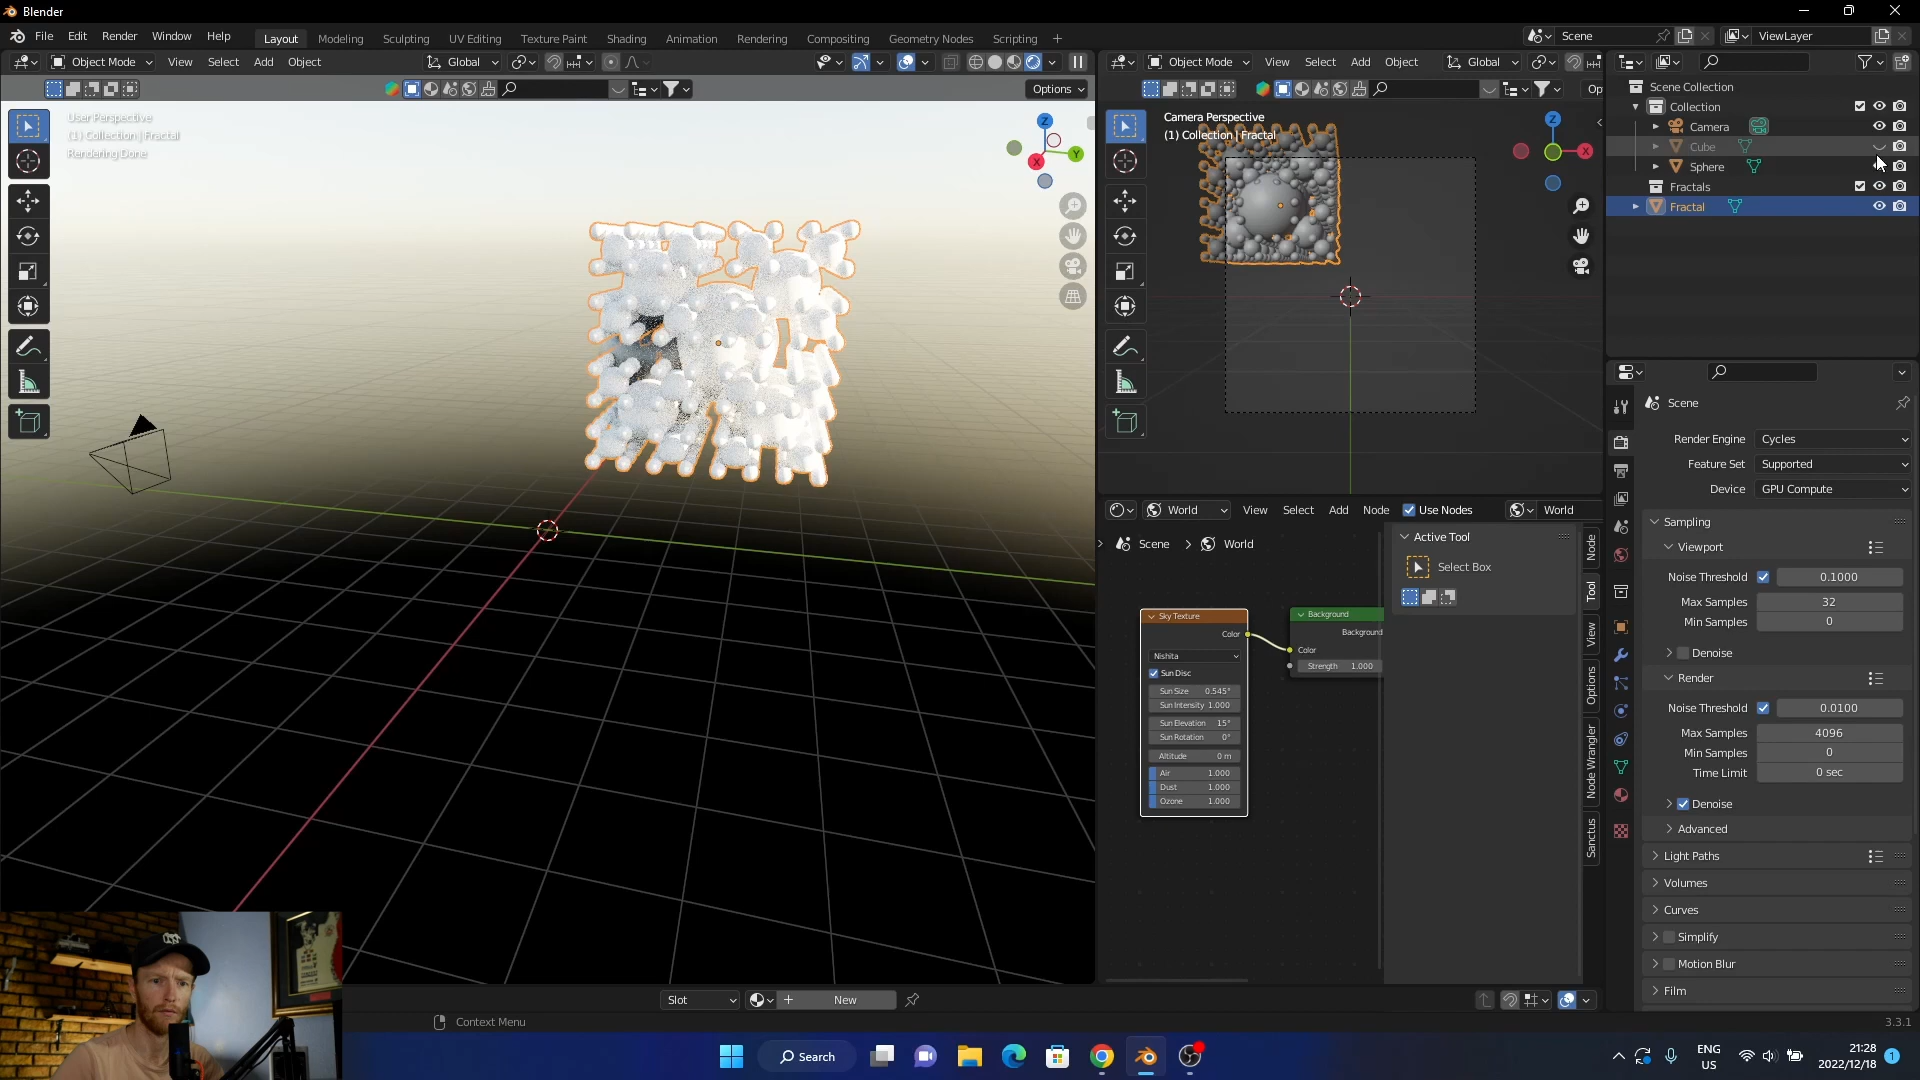 Blender
File Edit Render Window Help Layout Modeling Sculpting UV Editing Texture Paint Shading Animation Rendering Compositing Geometry Nodes Scripting + Scene ViewLayer
Object Mode View Select Add Object Global Object Mode View Select Add Object Global
Options Op
User Perspective
(1) Collection | Fractal
Rendering Done
Z
Y
X
Camera Perspective
(1) Collection | Fractal
Z
X
Scene Collection
Collection
Camera
Cube
Sphere
Fractals
Fractal
Scene
Render Engine Cycles
Feature Set Supported
Device GPU Compute
Sampling
Viewport
Noise Threshold 0.1000
Max Samples 32
Min Samples 0
Denoise
Render
Noise Threshold 0.0100
Max Samples 4096
Min Samples 0
Time Limit 0 sec
Denoise
Advanced
Light Paths
Volumes
Curves
Simplify
Motion Blur
Film
World View Select Add Node Use Nodes World
Scene > World
Active Tool
Select Box
Node
Tool
View
Options
Node Wrangler
Sanctus
Sky Texture
Color
Nishita
Sun Disc
Sun Size 0.545°
Sun Intensity 1.000
Sun Elevation 15°
Sun Rotation 0°
Altitude 0 m
Air 1.000
Dust 1.000
Ozone 1.000
Background
Background
Color
Strength 1.000
Slot New
Context Menu
3.3.1
Search
ENG
US
21:28
2022/12/18
1